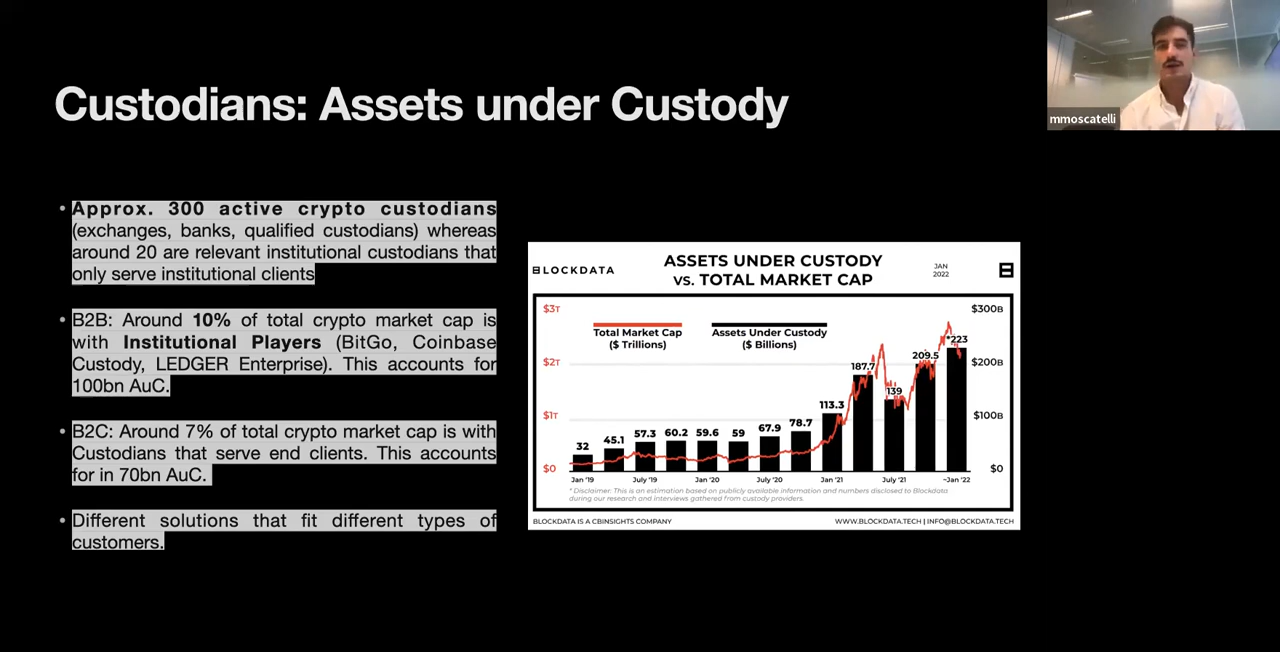 Custodians: Assets under Custody
mmoscatelli
• Approx. 300 active crypto custodians
(exchanges, banks, qualified custodians) whereas
around 20 are relevant institutional custodians that
only serve institutional clients
• B2B: Around 10% of total crypto market cap is
with Institutional Players (BitGo, Coinbase
Custody, LEDGER Enterprise). This accounts for
100bn AuC.
• B2C: Around 7% of total crypto market cap is with
Custodians that serve end clients. This accounts
for in 70bn AuC.
• Different solutions that fit different types of
customers.
BLOCKDATA
ASSETS UNDER CUSTODY
VS. TOTAL MARKET CAP
JAN
2022
$3T
$2T
$1T
$0
Total Market Cap
($ Trillions)
Assets Under Custody
($ Billions)
$300B
$200B
$100B
$0
32
45.1
57.3
60.2
59.6
59
67.9
78.7
113.3
187.7
139
209.5
*223
Jan '19
July '19
Jan '20
July '20
Jan '21
July '21
~Jan '22
* Disclaimer: This is an estimation based on publicly available information and numbers disclosed to Blockdata
during our research and interviews gathered from custody providers.
BLOCKDATA IS A CBINSIGHTS COMPANY
WWW.BLOCKDATA.TECH | INFO@BLOCKDATA.TECH